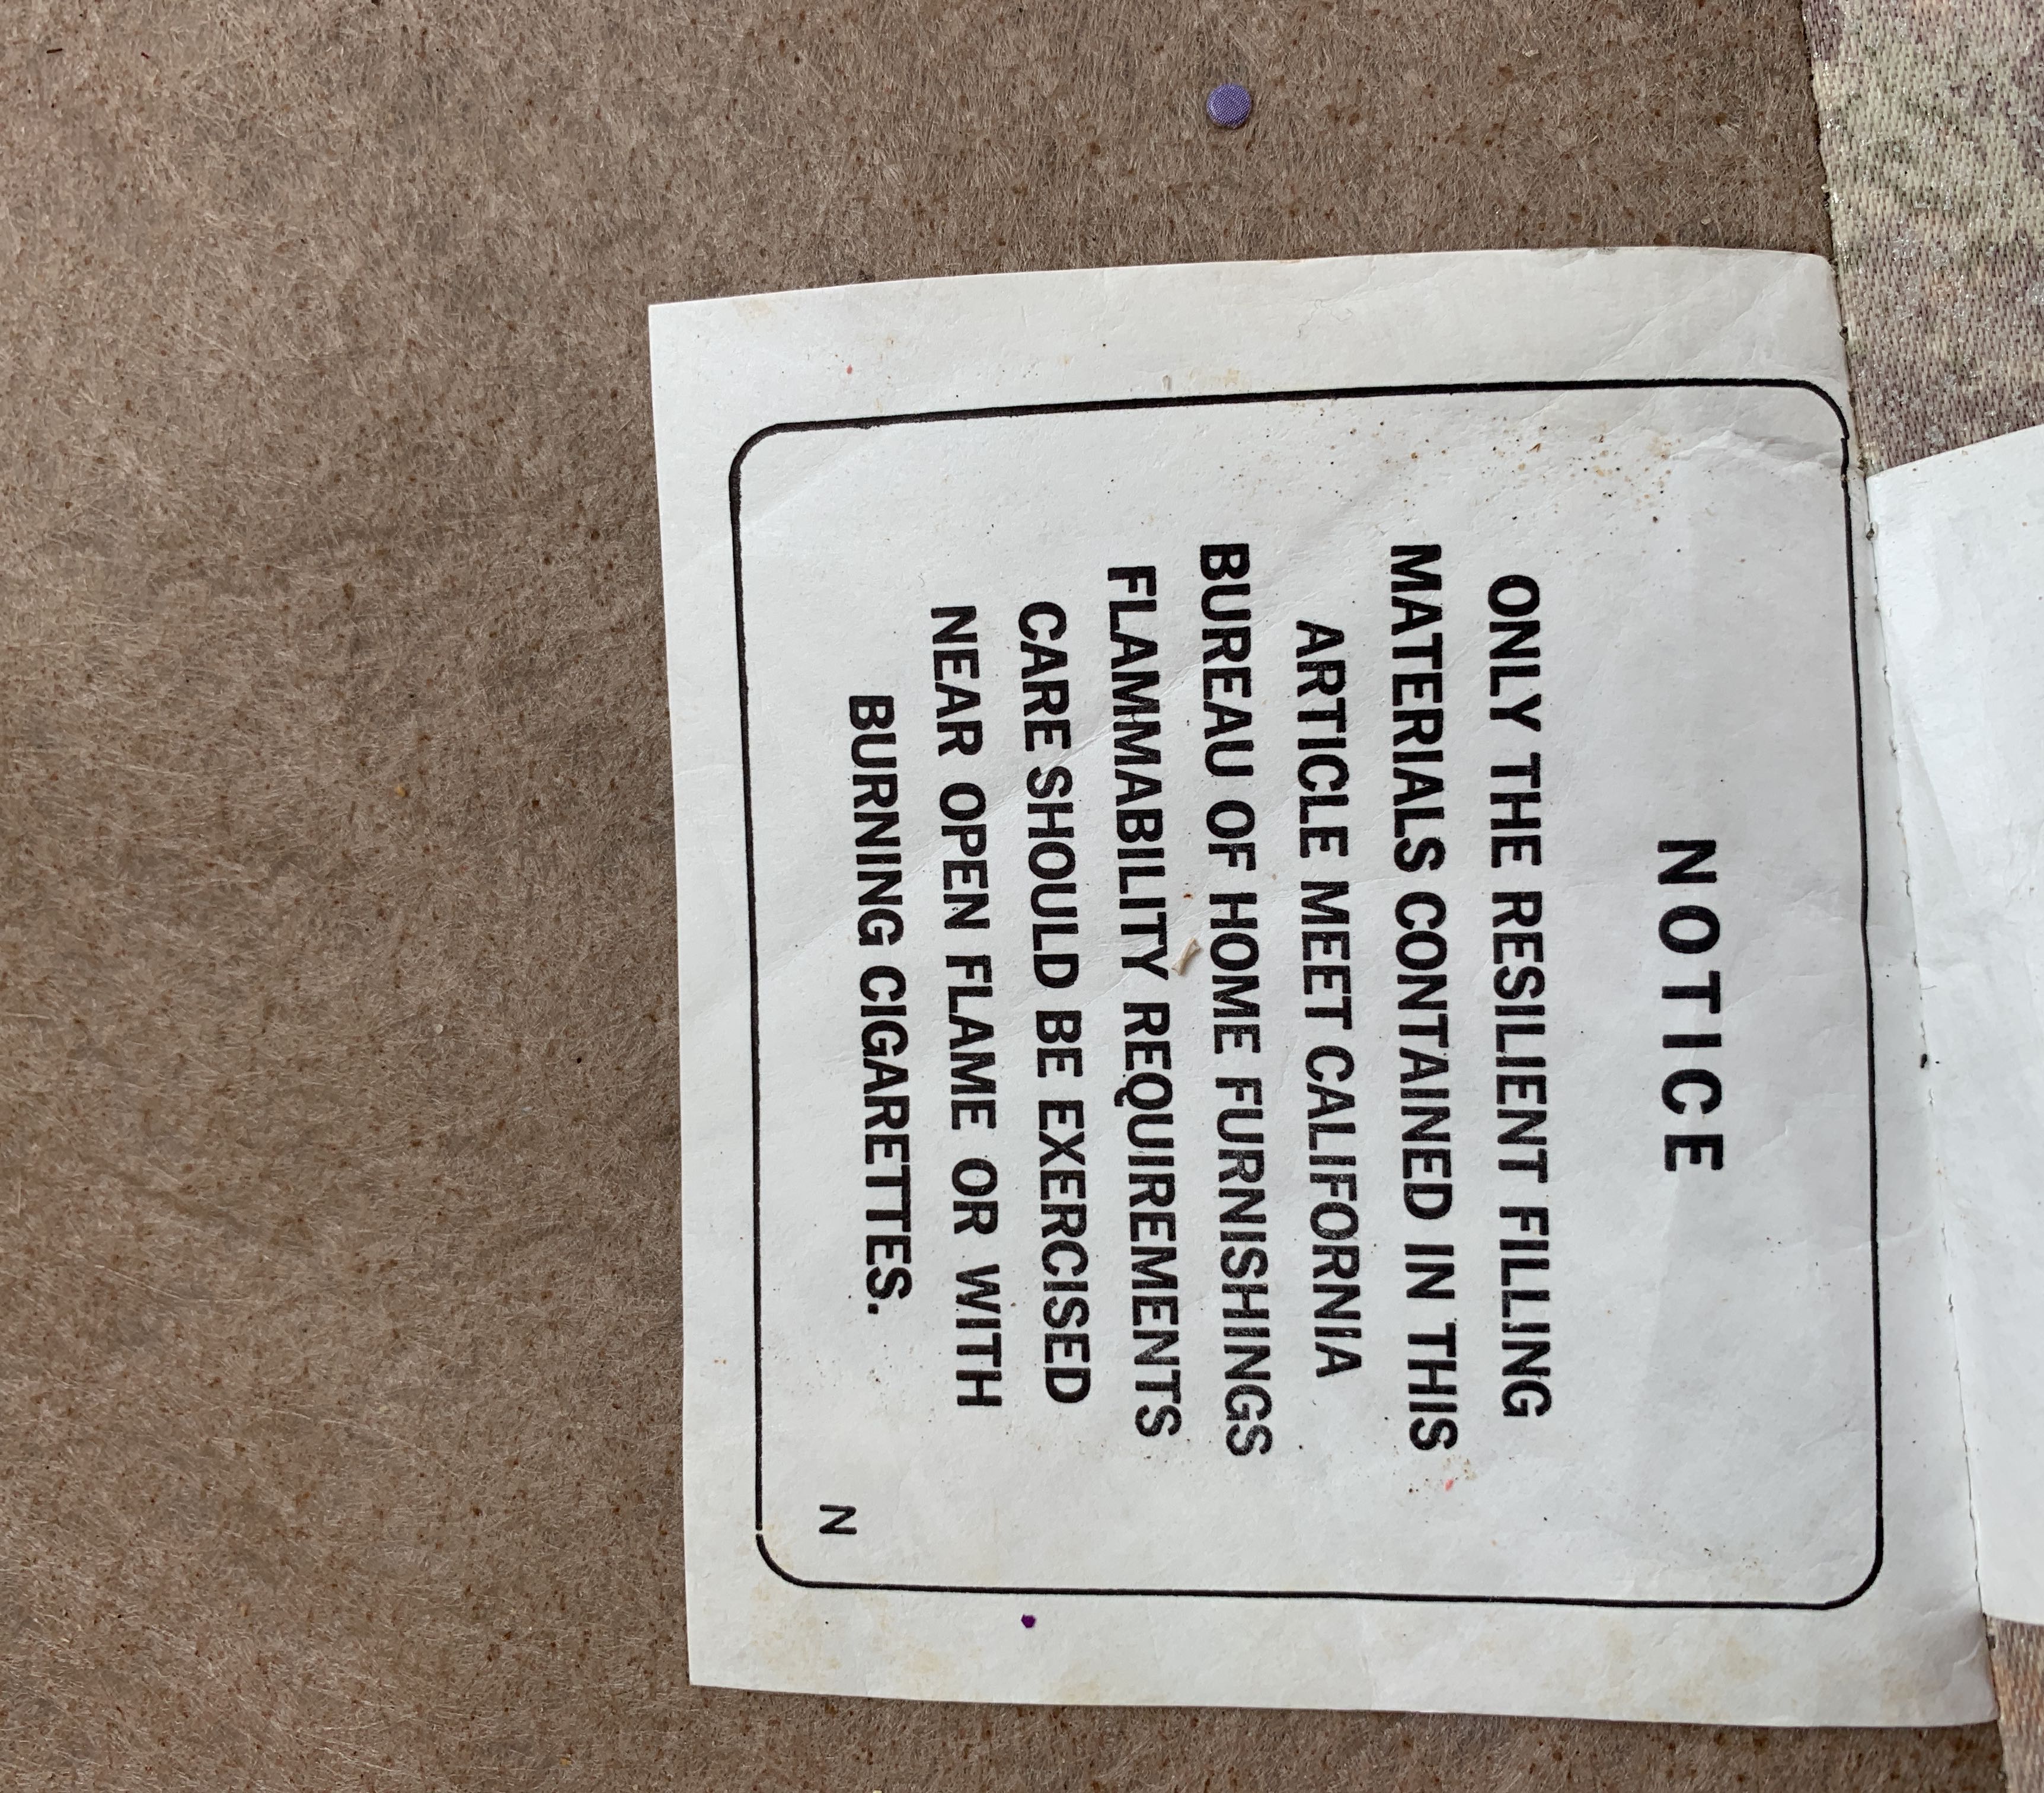 NOTICE
ONLY THE RESILIENT FILLING
MATERIALS CONTAINED IN THIS
ARTICLE MEET CALIFORNIA
BUREAU OF HOME FURNISHINGS
FLAMMABILITY REQUIREMENTS
CARE SHOULD BE EXERCISED
NEAR OPEN FLAME OR WITH
BURNING CIGARETTES.
N